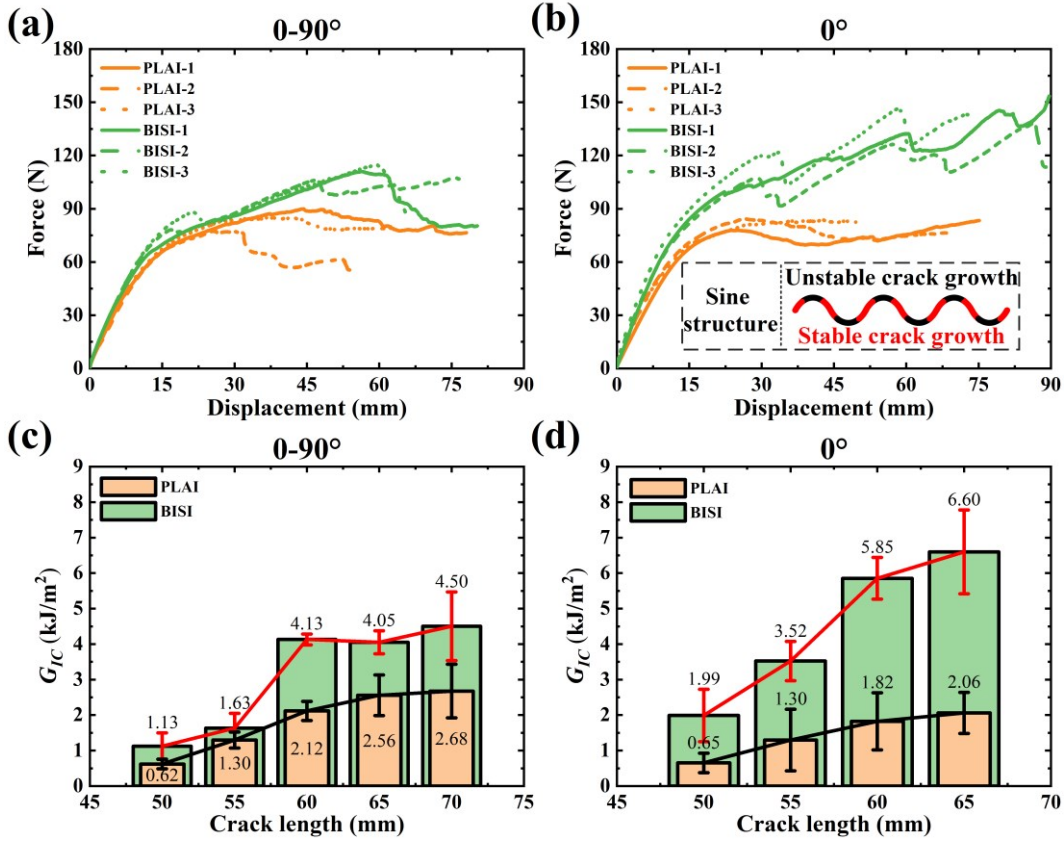 (a)
0-90°
180
150
120
90
60
30
0
Force (N)
PLAI-1
PLAI-2
PLAI-3
BISI-1
BISI-2
BISI-3
0 15 30 45 60 75 90
Displacement (mm)
(b)
0°
180
150
120
90
60
30
0
Force (N)
PLAI-1
PLAI-2
PLAI-3
BISI-1
BISI-2
BISI-3
Sine
structure
Unstable crack growth
Stable crack growth
0 15 30 45 60 75 90
Displacement (mm)
(c)
0-90°
9
8
7
6
5
4
3
2
1
0
G_IC (kJ/m²)
PLAI
BISI
1.13 1.63 4.13 4.05 4.50
0.62 1.30 2.12 2.56 2.68
45 50 55 60 65 70 75
Crack length (mm)
(d)
0°
9
8
7
6
5
4
3
2
1
0
G_IC (kJ/m²)
PLAI
BISI
1.99 3.52 5.85 6.60
0.65 1.30 1.82 2.06
45 50 55 60 65 70
Crack length (mm)